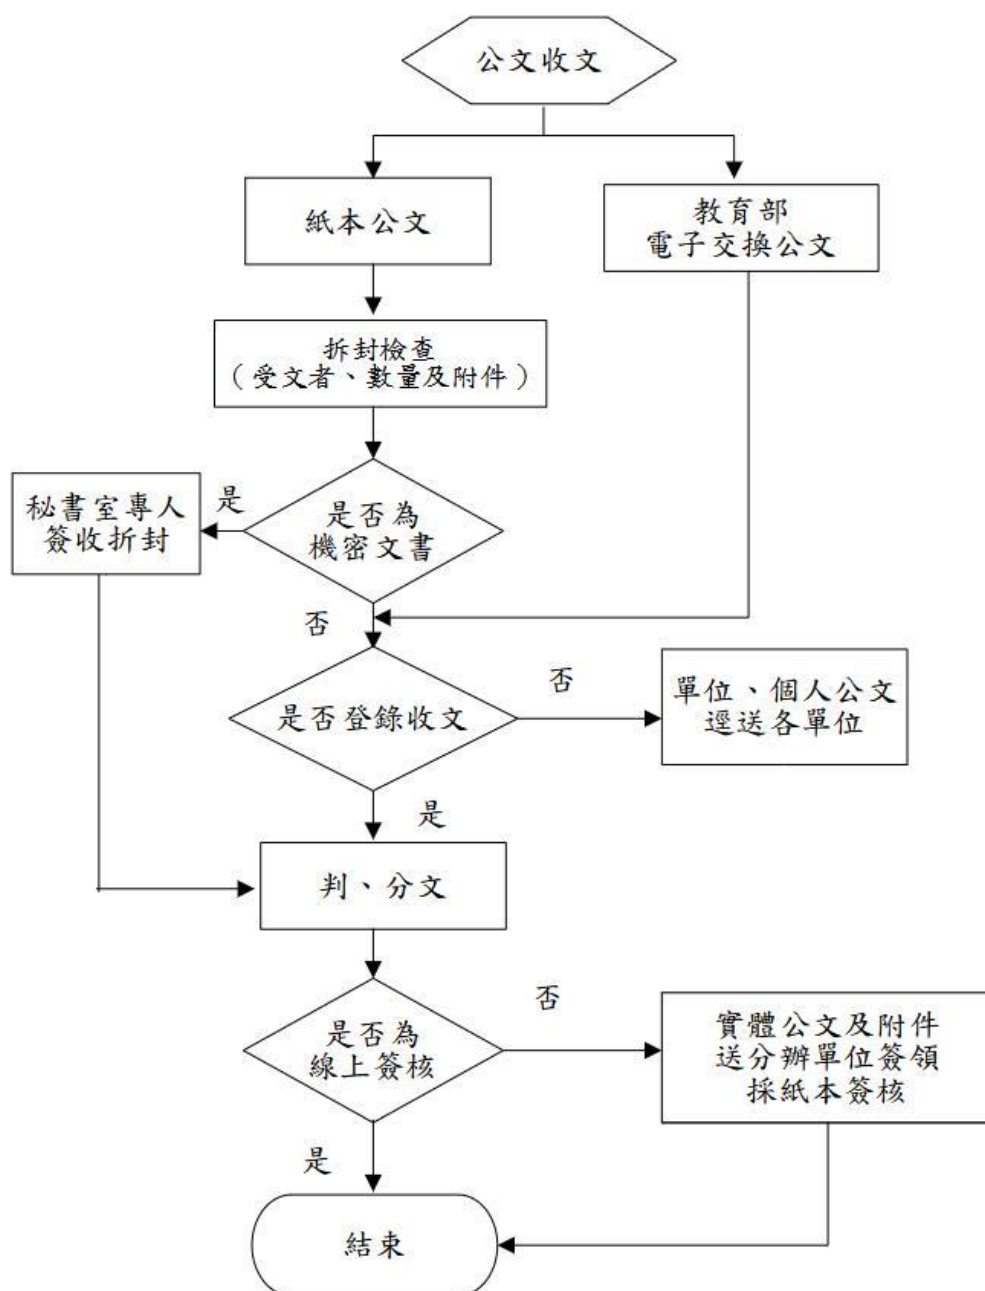 公文收文
紙本公文
教育部
電子交換公文
拆封檢查
（受文者、數量及附件）
秘書室專人
簽收折封
是
是否為
機密文書
否
是否登錄收文
否
單位、個人公文
逕送各單位
是
判、分文
是否為
線上簽核
否
實體公文及附件
送分辦單位簽領
採紙本簽核
是
結束